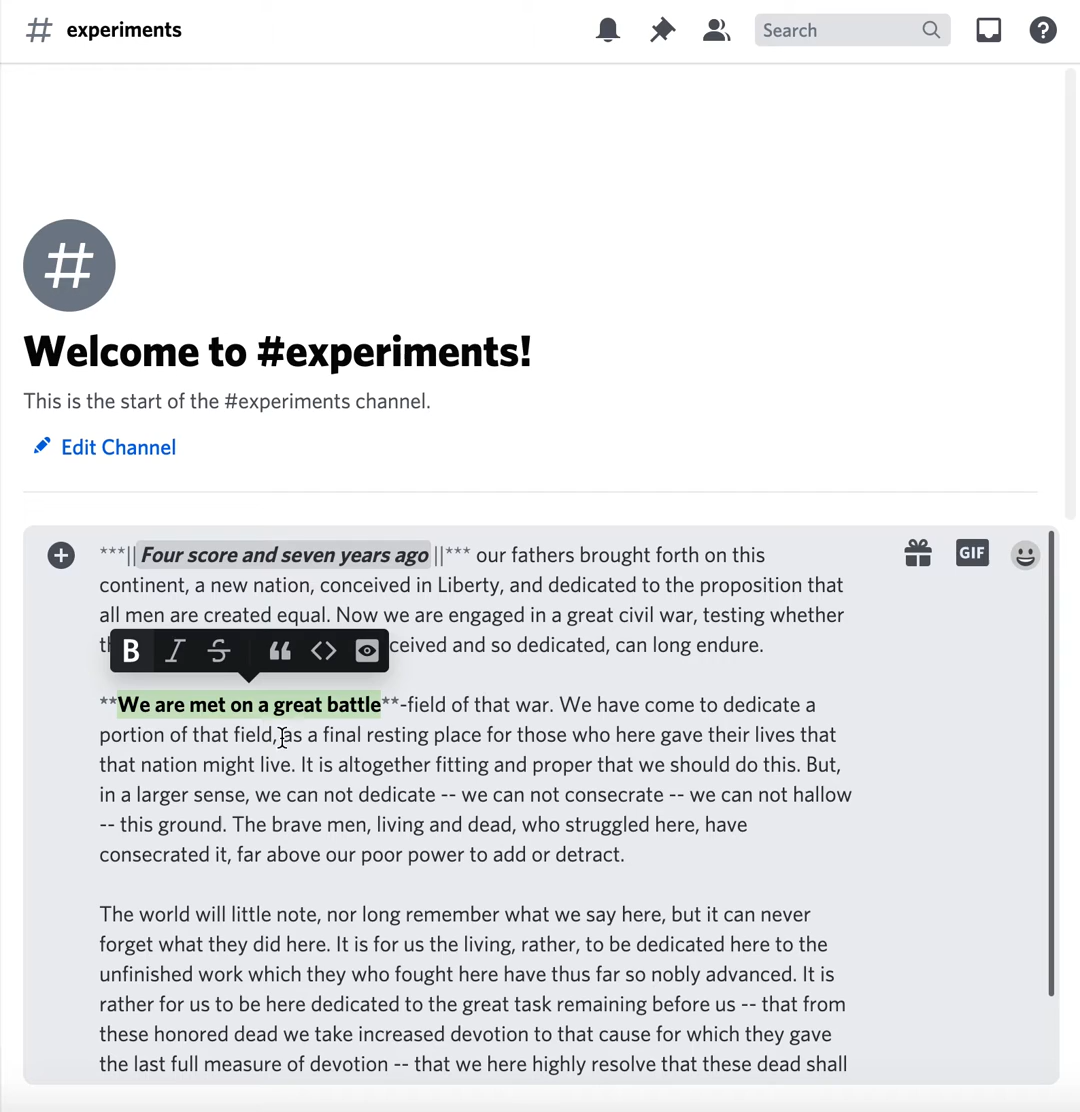 # experiments
Search
?
#
Welcome to #experiments!
This is the start of the #experiments channel.
Edit Channel
***||Four score and seven years ago||*** our fathers brought forth on this
continent, a new nation, conceived in Liberty, and dedicated to the proposition that
all men are created equal. Now we are engaged in a great civil war, testing whether
ceived and so dedicated, can long endure.
B I S “ <>
**We are met on a great battle**-field of that war. We have come to dedicate a
portion of that field, as a final resting place for those who here gave their lives that
that nation might live. It is altogether fitting and proper that we should do this. But,
in a larger sense, we can not dedicate -- we can not consecrate -- we can not hallow
-- this ground. The brave men, living and dead, who struggled here, have
consecrated it, far above our poor power to add or detract.
The world will little note, nor long remember what we say here, but it can never
forget what they did here. It is for us the living, rather, to be dedicated here to the
unfinished work which they who fought here have thus far so nobly advanced. It is
rather for us to be here dedicated to the great task remaining before us -- that from
these honored dead we take increased devotion to that cause for which they gave
the last full measure of devotion -- that we here highly resolve that these dead shall
GIF